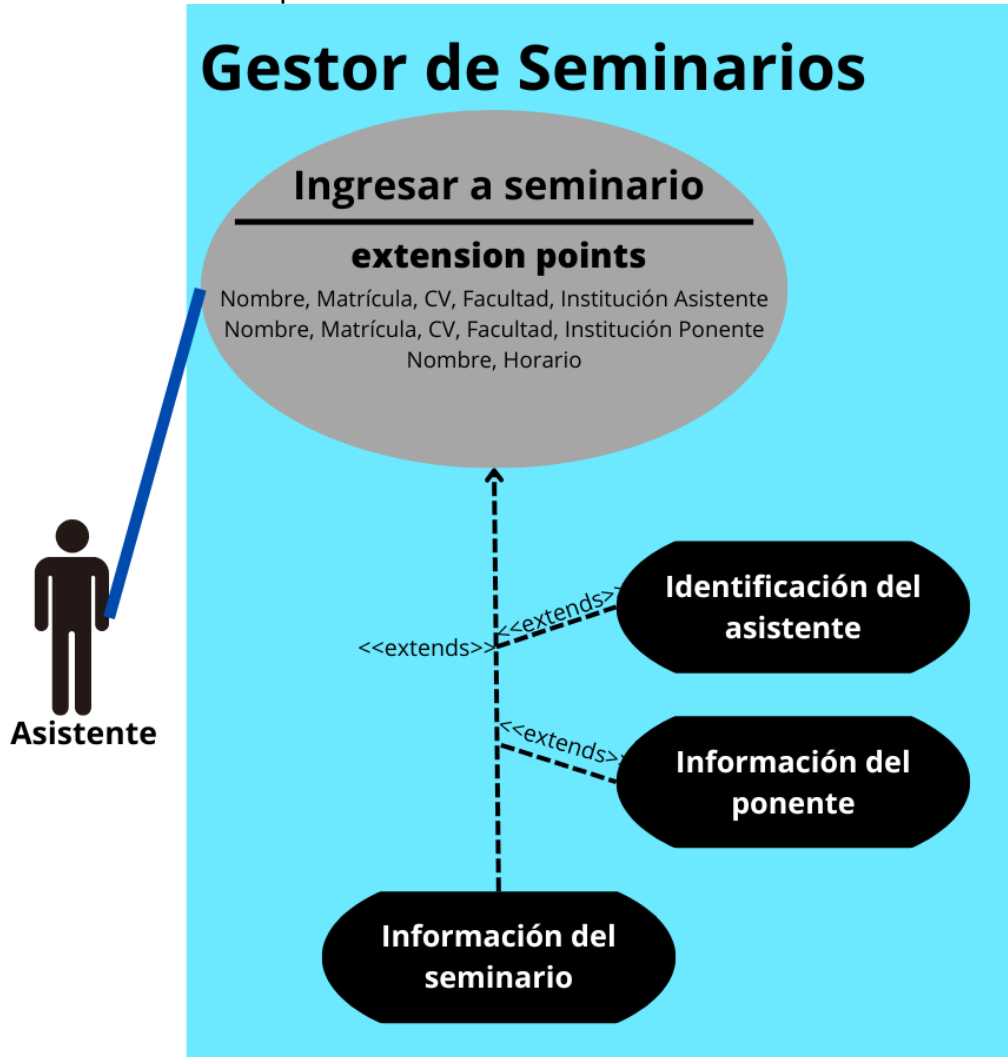 Gestor de Seminarios
Ingresar a seminario
extension points
Nombre, Matrícula, CV, Facultad, Institución Asistente
Nombre, Matrícula, CV, Facultad, Institución Ponente
Nombre, Horario
Identificación del
asistente
<<extends>>
<<extends>>
Asistente
<<extends>>
Información del
ponente
Información del
seminario